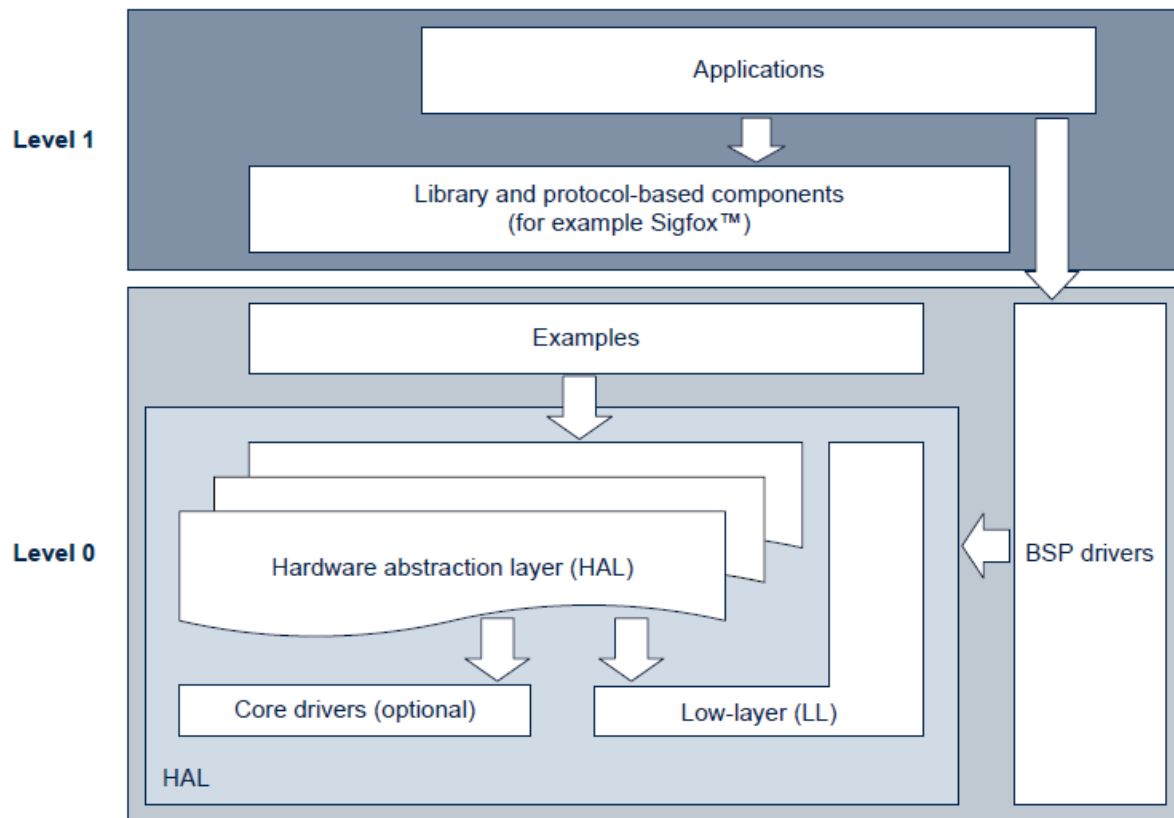 Applications
Level 1
Library and protocol-based components
(for example Sigfox™)
Examples
Level 0
Hardware abstraction layer (HAL)
BSP drivers
Core drivers (optional)
Low-layer (LL)
HAL